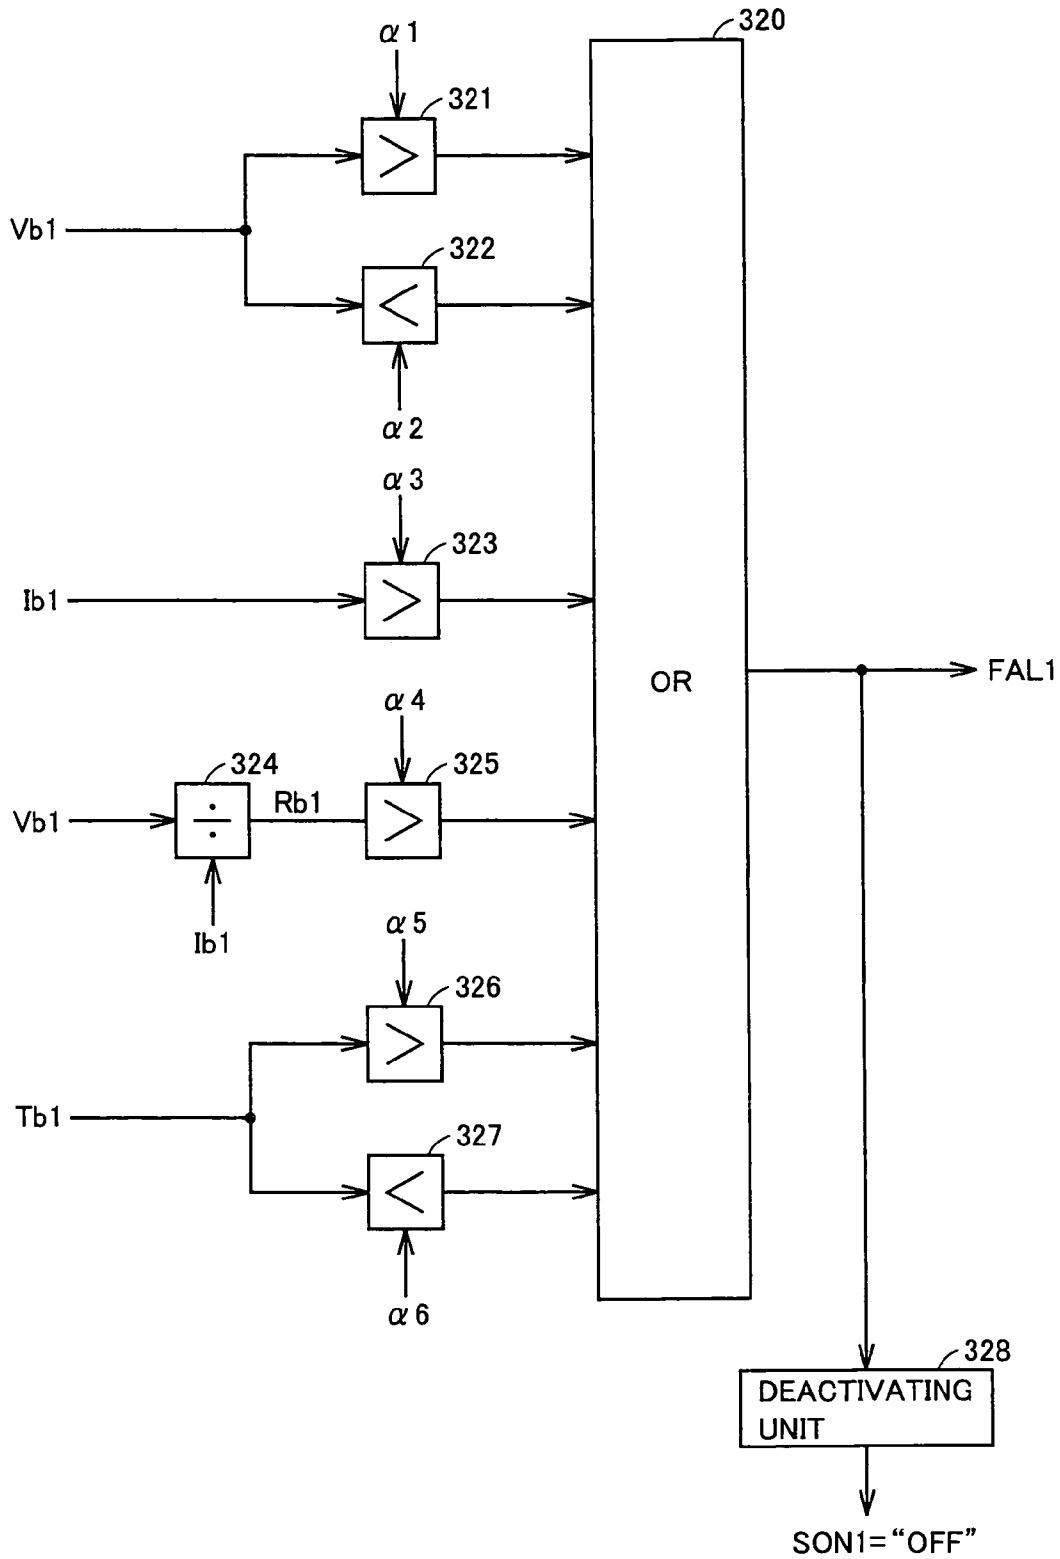 320
α1
321
>
Vb1
322
<
α2
α3
323
Ib1
>
OR
FAL1
α4
324
325
Vb1
÷
Rb1
>
Ib1
α5
326
>
Tb1
327
<
α6
328
DEACTIVATING
UNIT
SON1=“OFF”